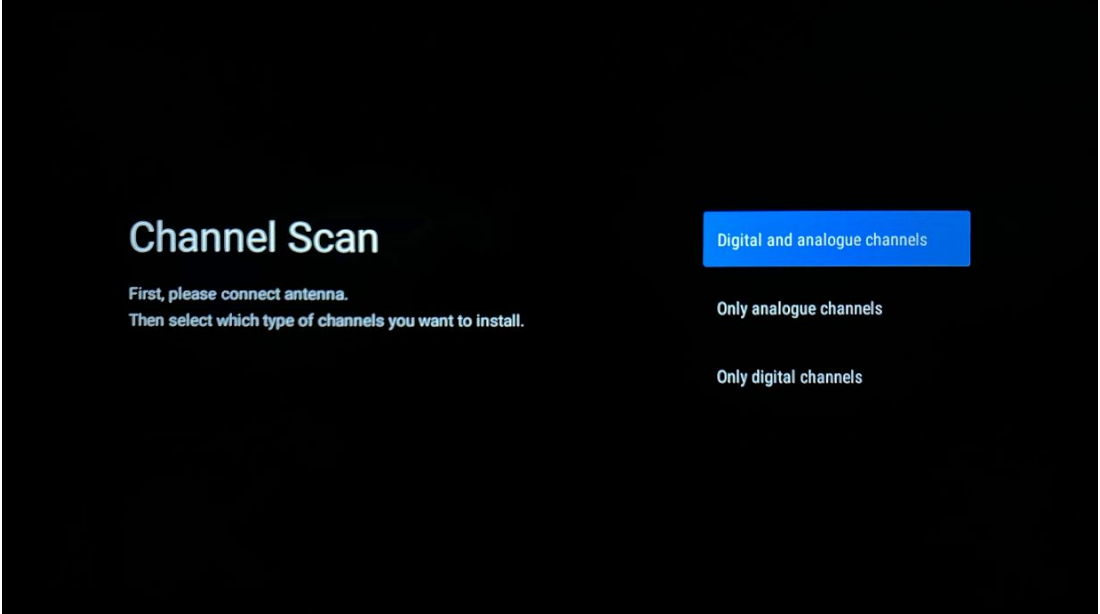 Channel Scan
First, please connect antenna.
Then select which type of channels you want to install.
Digital and analogue channels
Only analogue channels
Only digital channels